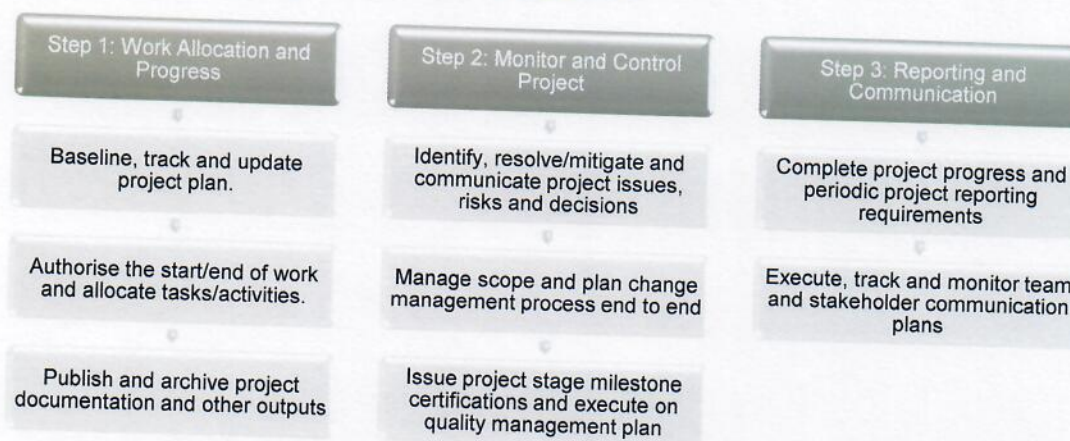 Step 1: Work Allocation and
Progress
Baseline, track and update
project plan.
Authorise the start/end of work
and allocate tasks/activities.
Publish and archive project
documentation and other outputs
Step 2: Monitor and Control
Project
Identify, resolve/mitigate and
communicate project issues,
risks and decisions
Manage scope and plan change
management process end to end
Issue project stage milestone
certifications and execute on
quality management plan
Step 3: Reporting and
Communication
Complete project progress and
periodic project reporting
requirements
Execute, track and monitor team
and stakeholder communication
plans